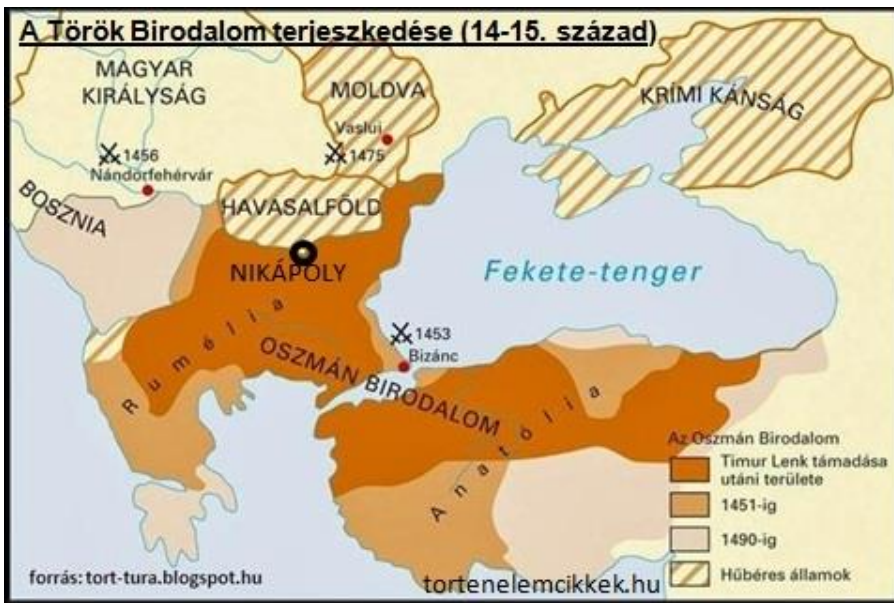 A Török Birodalom terjeszkedése (14-15. század)
MAGYAR
KIRÁLYSÁG
MOLDVA
KRÍMI KÁNSÁG
Vaslui
1456
1475
Nándorfehérvár
BOSZNIA
HAVASALFÖLD
NIKÁPOLY
Fekete-tenger
Rumélia
1453
Bizánc
OSZMÁN BIRODALOM
Anatólia
Az Oszmán Birodalom
Timur Lenk támadása
utáni területe
1451-ig
1490-ig
Hűbéres államok
forrás: tort-tura.blogspot.hu
tortenelemcikkek.hu